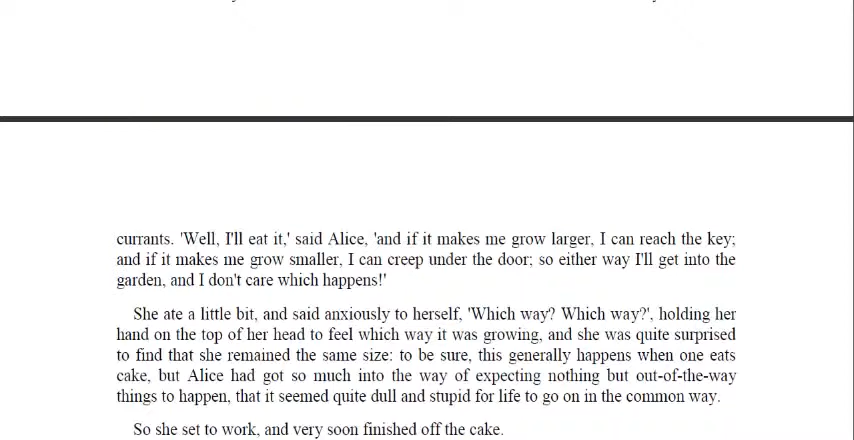 currants. 'Well, I'll eat it,' said Alice, 'and if it makes me grow larger, I can reach the key;
and if it makes me grow smaller, I can creep under the door; so either way I'll get into the
garden, and I don't care which happens!'
She ate a little bit, and said anxiously to herself, 'Which way? Which way?', holding her
hand on the top of her head to feel which way it was growing, and she was quite surprised
to find that she remained the same size: to be sure, this generally happens when one eats
cake, but Alice had got so much into the way of expecting nothing but out-of-the-way
things to happen, that it seemed quite dull and stupid for life to go on in the common way.
So she set to work, and very soon finished off the cake.